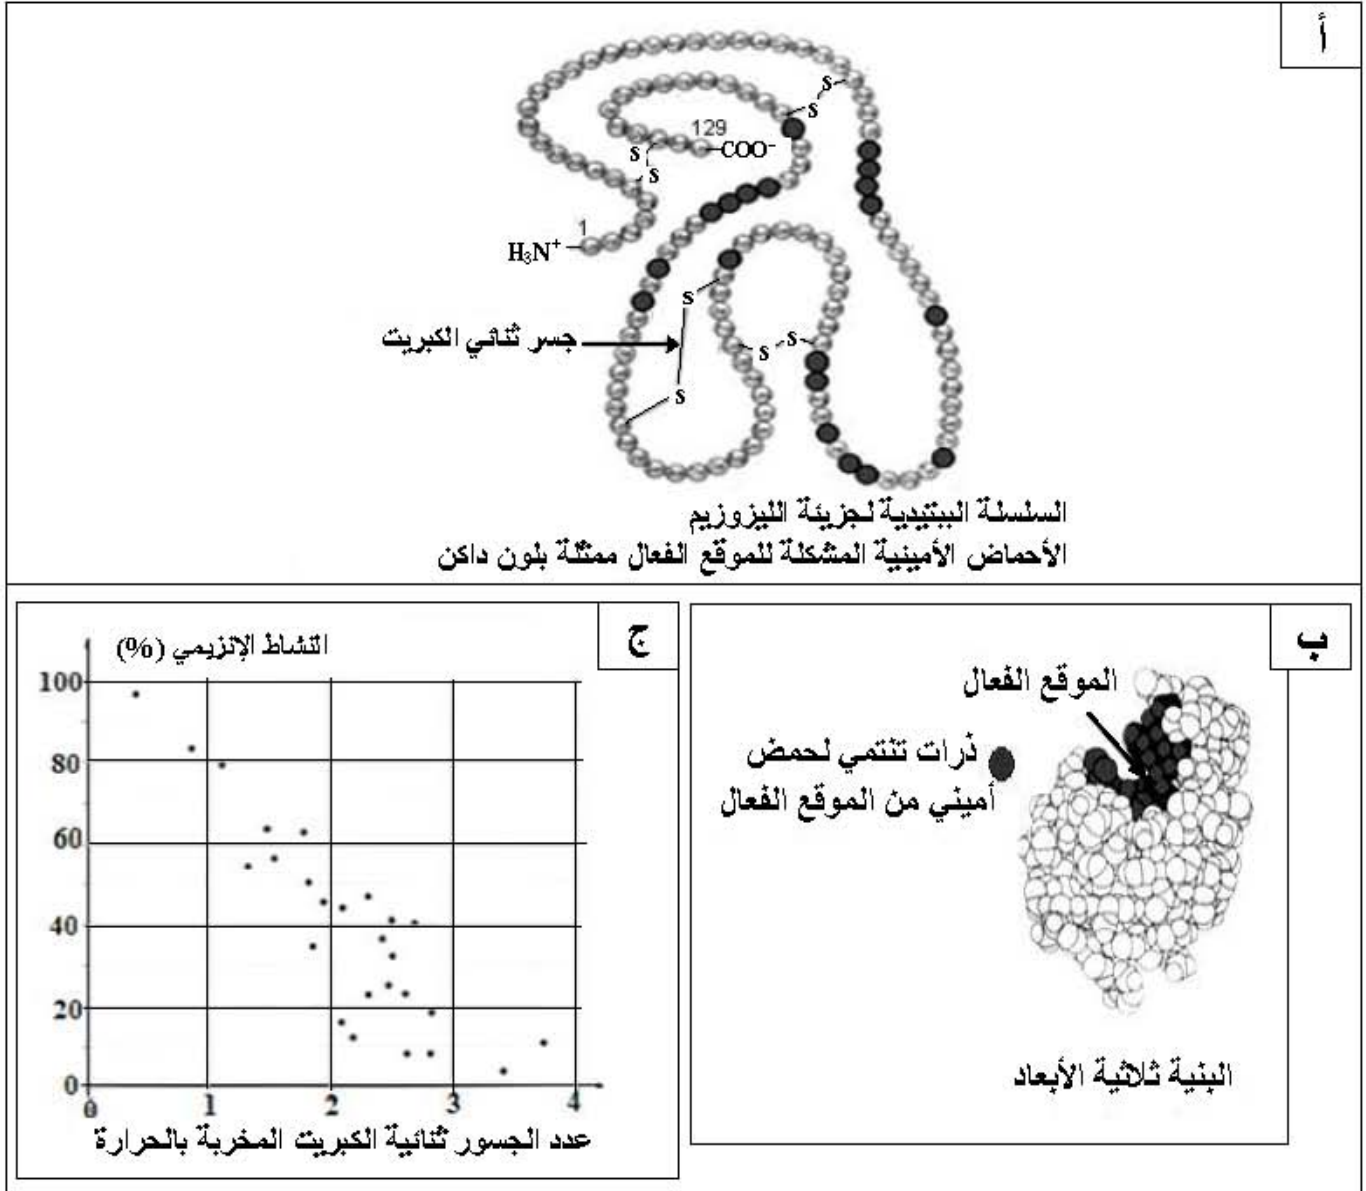 أ
S
S
129
COO⁻
S
S
1
H₃N⁺
S
جسر ثنائي الكبريت
S
S
S
السلسلة الببتيدية لجزيئة الليزوزيم
الأحماض الأمينية المشكلة للموقع الفعال ممثلة بلون داكن
ب
الموقع الفعال
ذرات تنتمي لحمض
أميني من الموقع الفعال
البنية ثلاثية الأبعاد
ج
النشاط الإنزيمي (%)
100
80
60
40
20
0
0 1 2 3 4
عدد الجسور ثنائية الكبريت المخربة بالحرارة